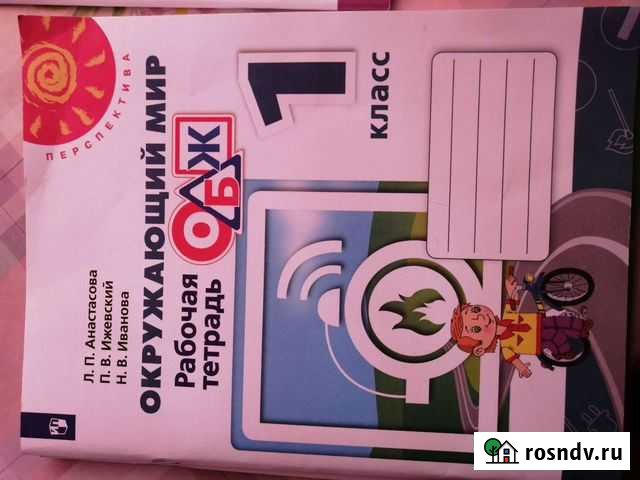 ПЕРСПЕКТИВА
Л. П. Анастасова
П. В. Ижевский
Н. В. Иванова
ОКРУЖАЮЩИЙ МИР
Рабочая
тетрадь
ОБЖ
1
класс
rosndv.ru